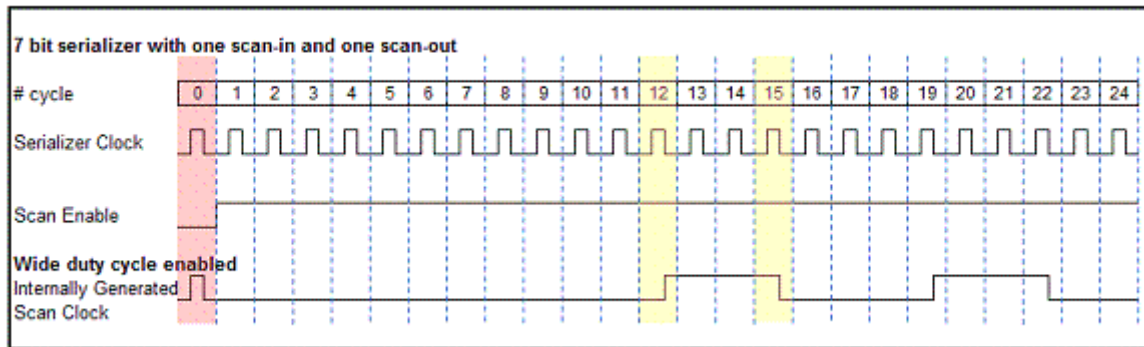 7 bit serializer with one scan-in and one scan-out
# cycle 0 1 2 3 4 5 6 7 8 9 10 11 12 13 14 15 16 17 18 19 20 21 22 23 24
Serializer Clock
Scan Enable
Wide duty cycle enabled
Internally Generated
Scan Clock